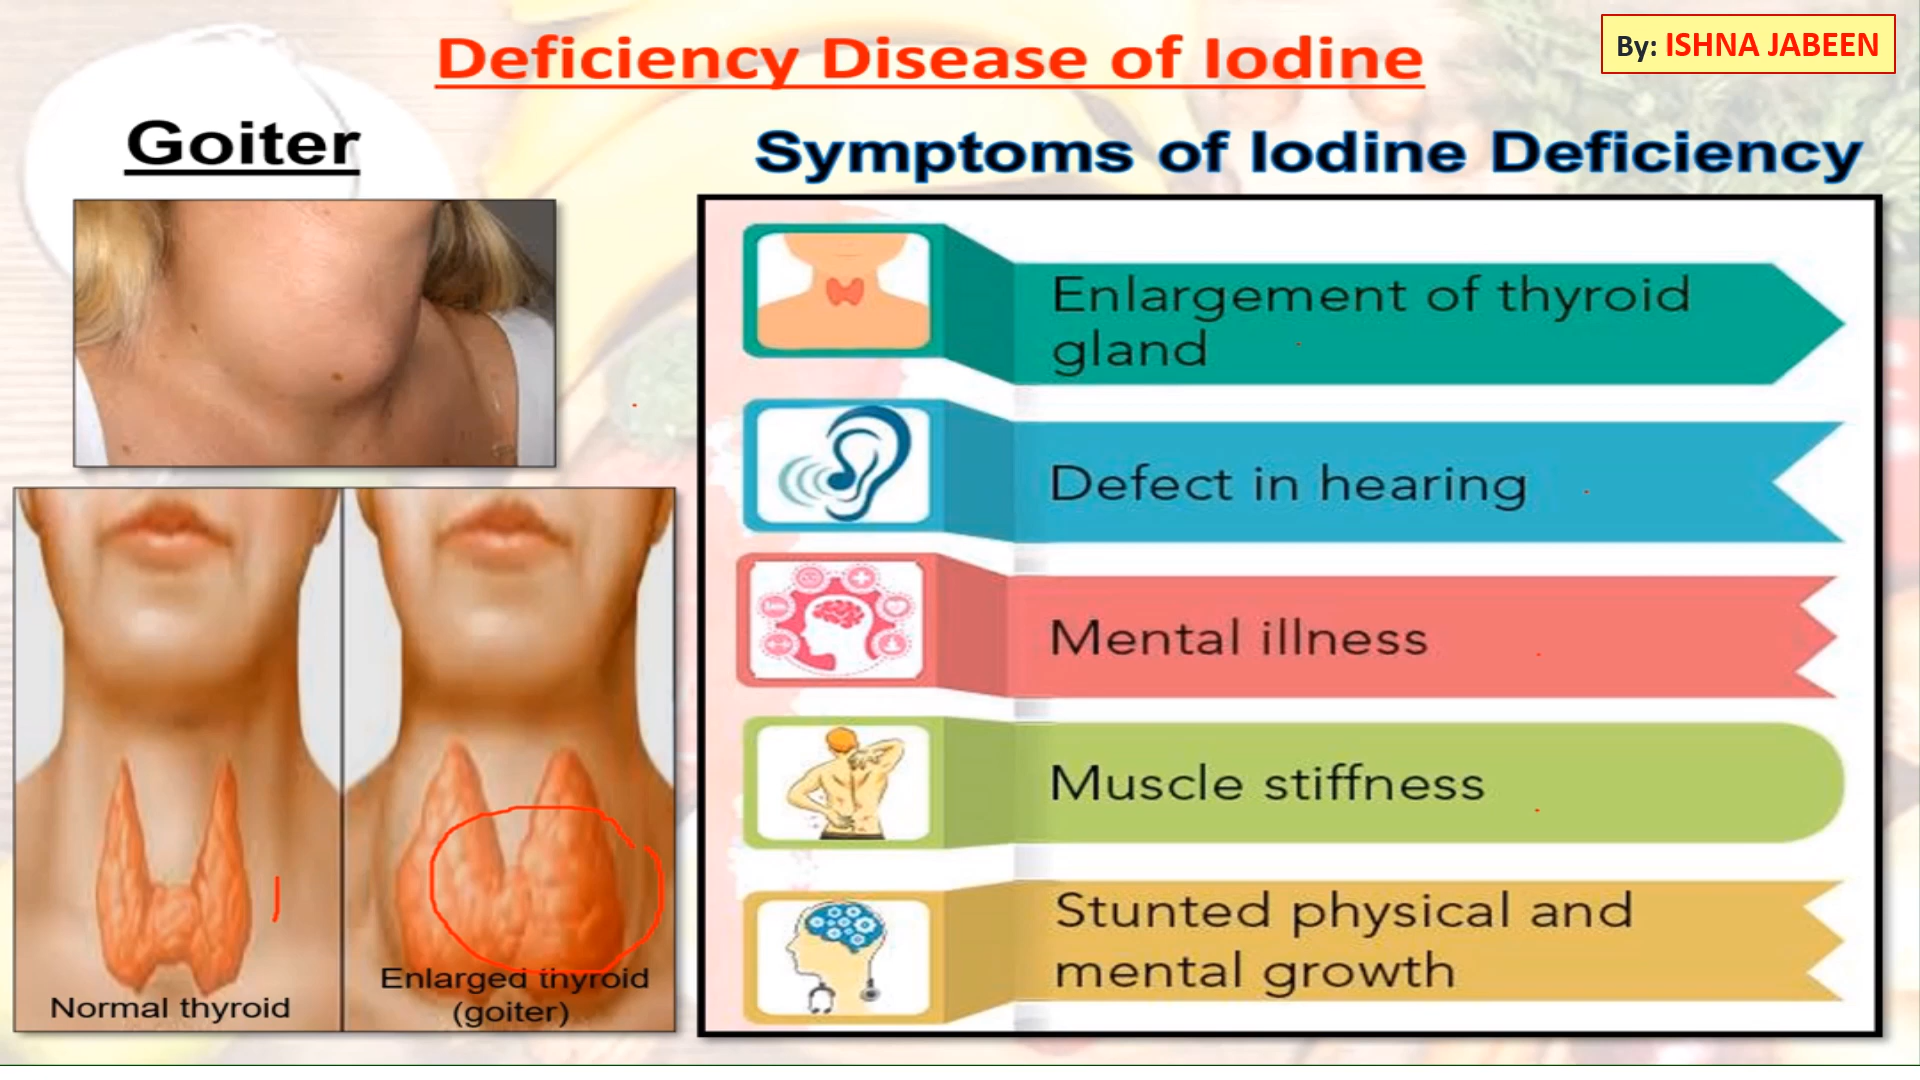 Deficiency Disease of Iodine
By: ISHNA JABEEN
Goiter
Symptoms of Iodine Deficiency
Enlargement of thyroid
gland
Defect in hearing
Mental illness
Muscle stiffness
Stunted physical and
mental growth
Normal thyroid
Enlarged thyroid
(goiter)